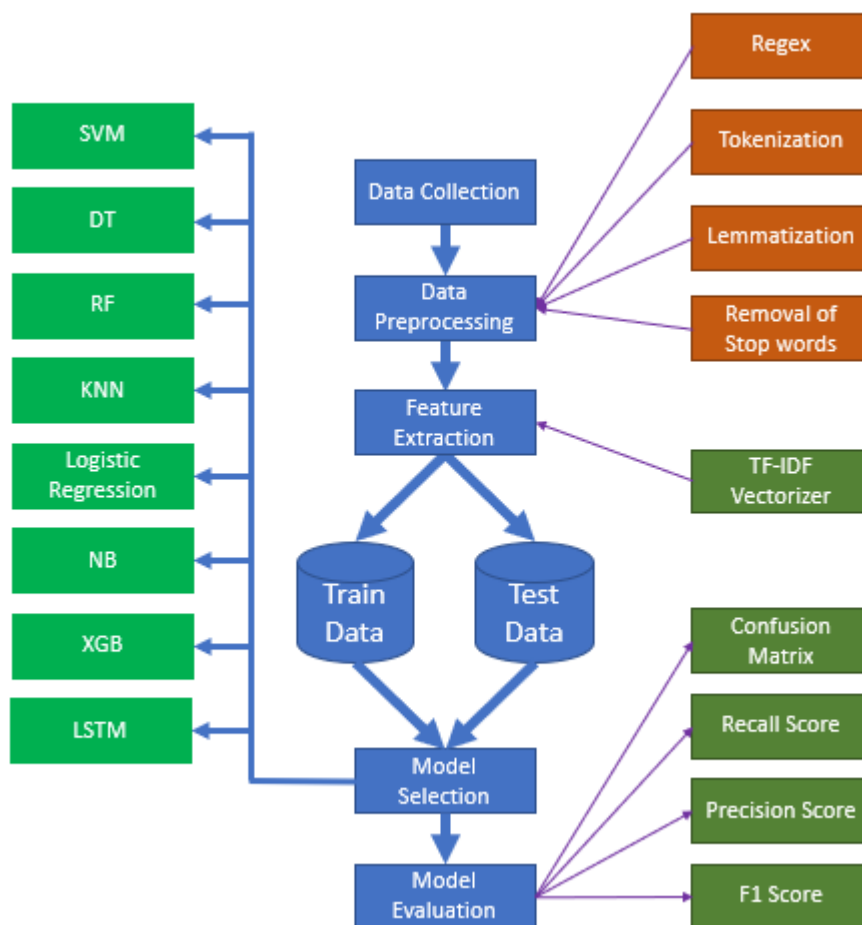 SVM
DT
RF
KNN
Logistic
Regression
NB
XGB
LSTM
Data Collection
Data
Preprocessing
Feature
Extraction
Train
Data
Test
Data
Model
Selection
Model
Evaluation
Regex
Tokenization
Lemmatization
Removal of
Stop words
TF-IDF
Vectorizer
Confusion
Matrix
Recall Score
Precision Score
F1 Score